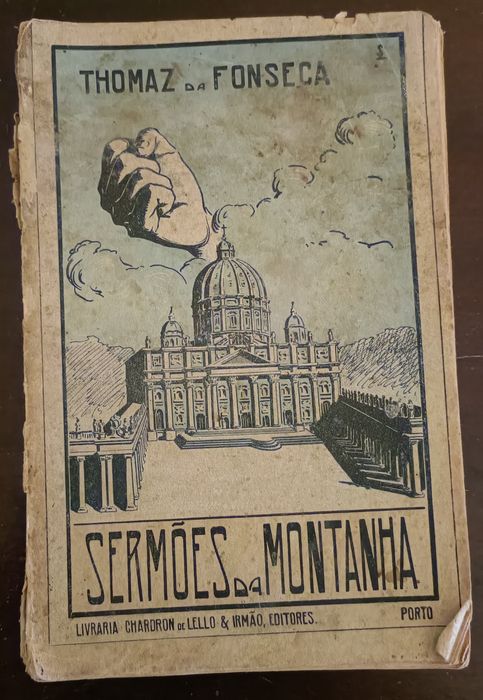 THOMAZ DA FONSECA
SERMÕES DA MONTANHA
LIVRARIA CHARDRON DE LELLO & IRMÃO, EDITORES. PORTO